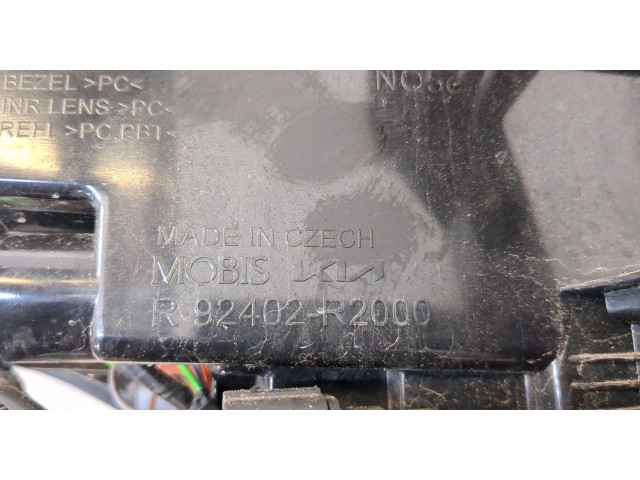 BEZEL >PC<
INR LENS >PC<
REFL >PC,PBT<
MADE IN CZECH
MOBIS KIA
R 92402-R2000